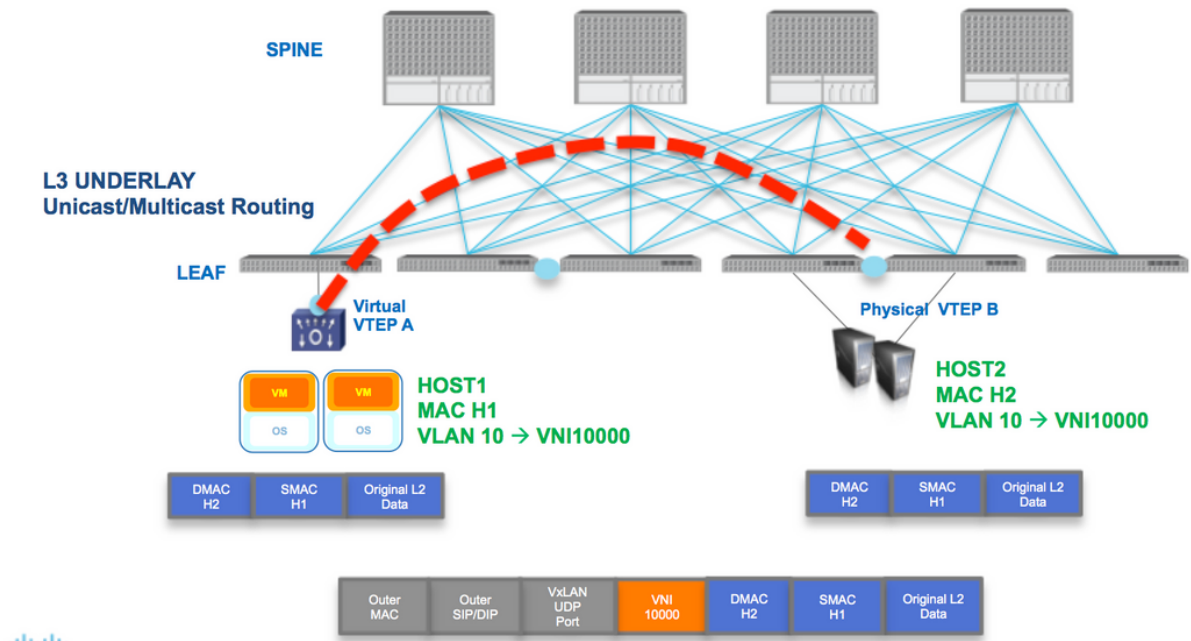 SPINE
L3 UNDERLAY
Unicast/Multicast Routing
LEAF
Virtual
VTEP A
Physical VTEP B
VM
VM
OS
OS
HOST1
MAC H1
VLAN 10 → VNI10000
HOST2
MAC H2
VLAN 10 → VNI10000
DMAC
H2
SMAC
H1
Original L2
Data
DMAC
H2
SMAC
H1
Original L2
Data
Outer
MAC
Outer
SIP/DIP
VxLAN
UDP
Port
VNI
10000
DMAC
H2
SMAC
H1
Original L2
Data